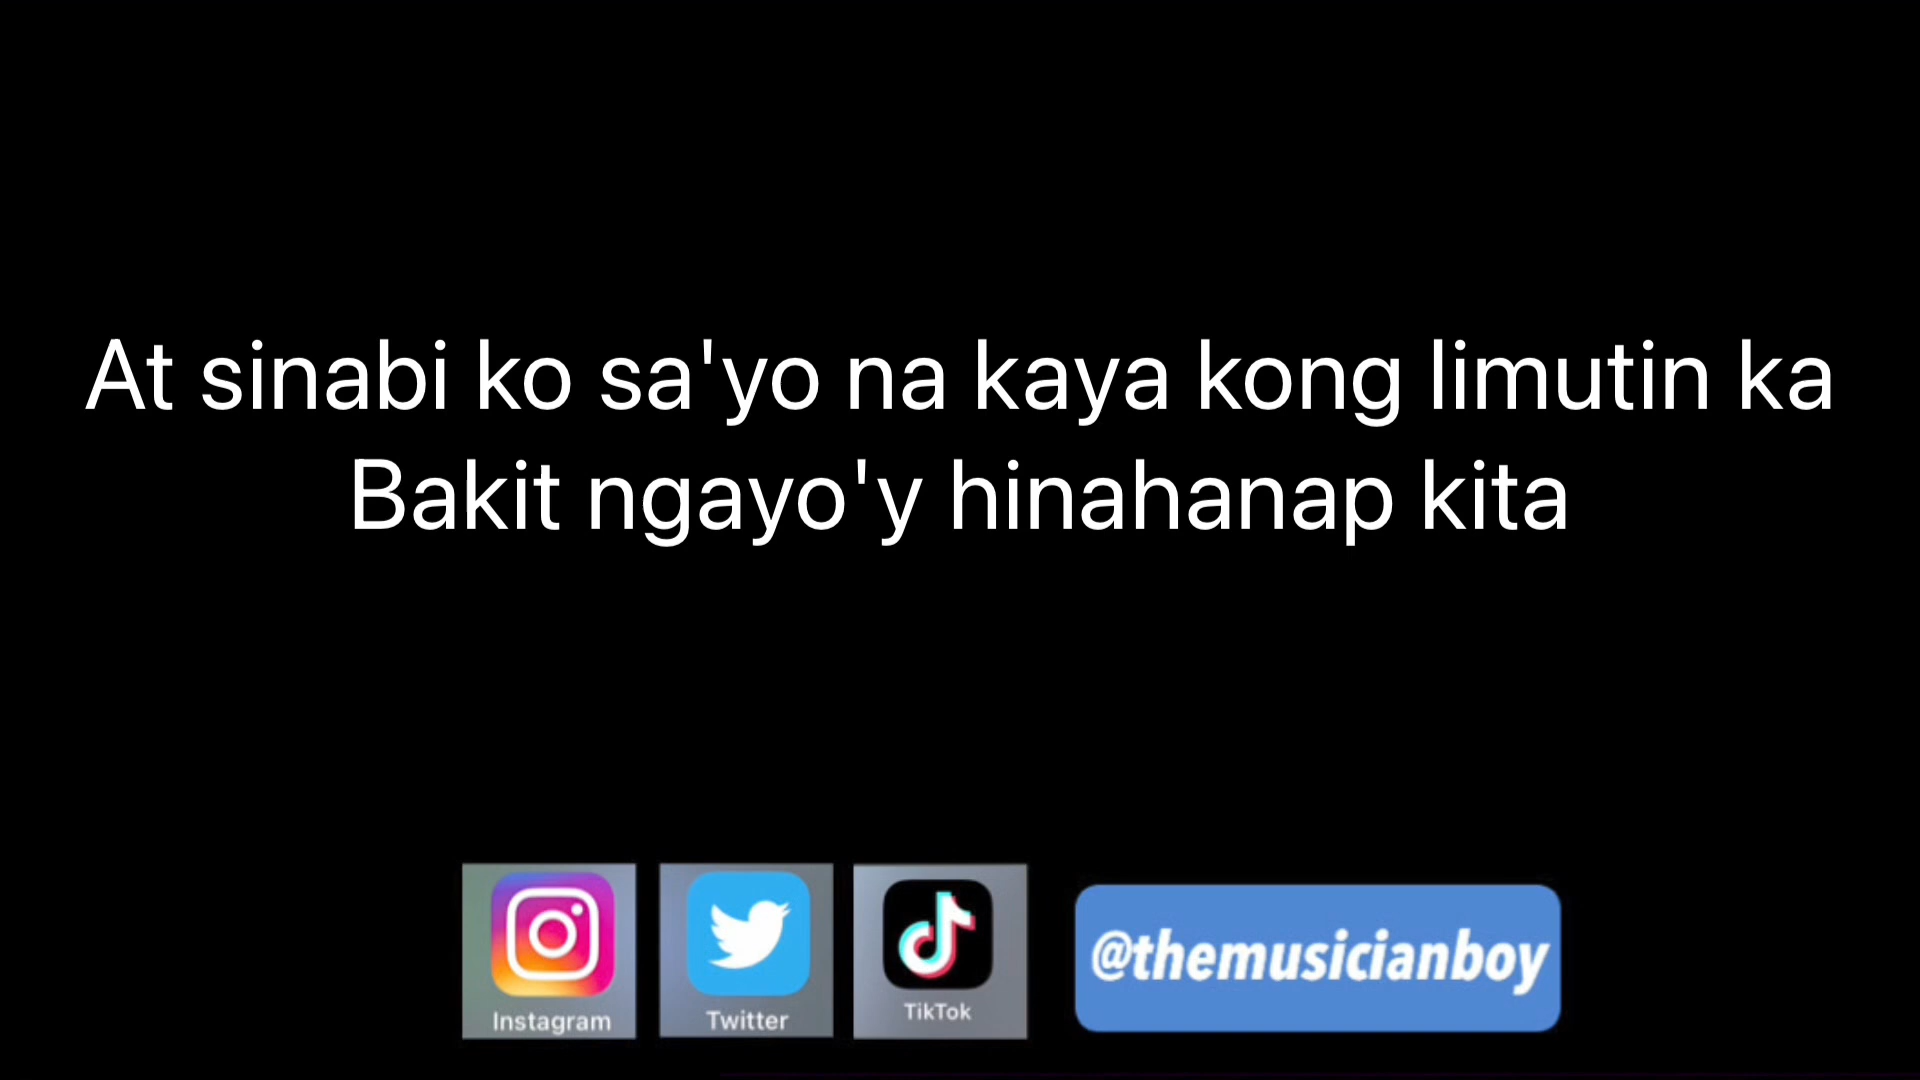 At sinabi ko sa'yo na kaya kong limutin ka
Bakit ngayo'y hinahanap kita
Instagram
Twitter
TikTok
@themusicianboy